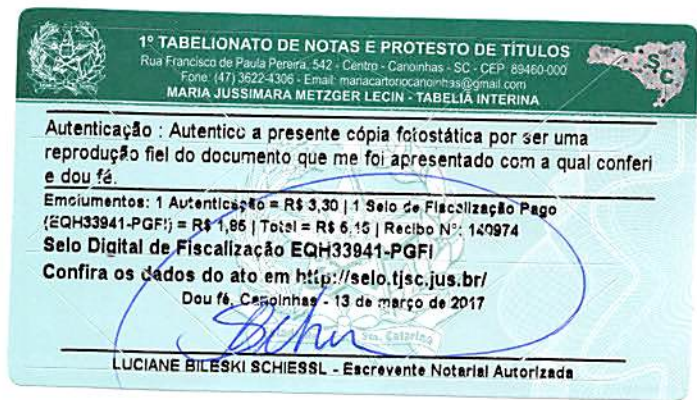 1º TABELIONATO DE NOTAS E PROTESTO DE TÍTULOS
Rua Francisco de Paula Pereira, 542 - Centro - Canoinhas - SC - CEP 89460-000
Fone: (47) 3622-4306 - Email: mariacartoriocanoinhas@gmail.com
MARIA JUSSIMARA METZGER LECIN - TABELIÃ INTERINA
SC
Autenticação : Autentico a presente cópia fotostática por ser uma
reprodução fiel do documento que me foi apresentado com a qual conferi
e dou fé.
Emolumentos: 1 Autenticação = R$ 3,30 | 1 Selo de Fiscalização Pago
(EQH33941-PGFI) = R$ 1,85 | Total = R$ 5,15 | Recibo Nº: 140974
Selo Digital de Fiscalização EQH33941-PGFI
Confira os dados do ato em http://selo.tjsc.jus.br/
Dou fé, Canoinhas - 13 de março de 2017
Sta. Catarina
LUCIANE BILESKI SCHIESSL - Escrevente Notarial Autorizada